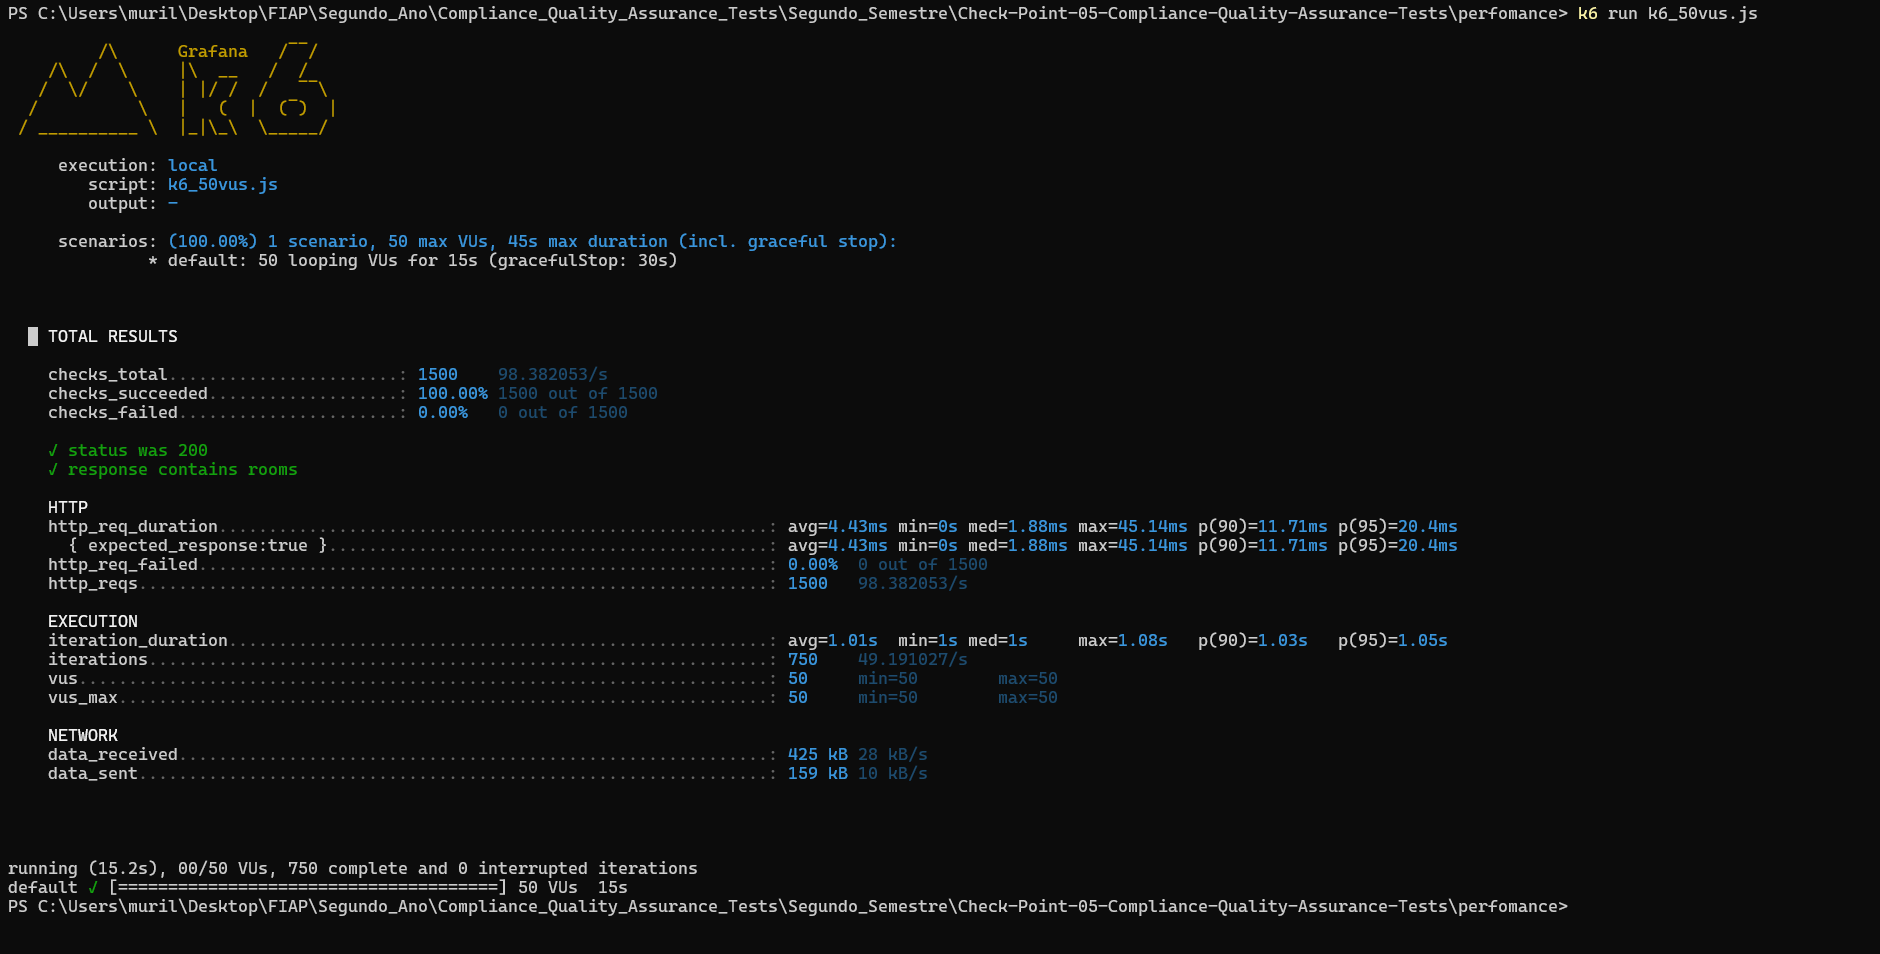 PS C:\Users\muril\Desktop\FIAP\Segundo_Ano\Compliance_Quality_Assurance_Tests\Segundo_Semestre\Check-Point-05-Compliance-Quality-Assurance-Tests\perfomance> k6 run k6_50vus.js
Grafana
execution: local
script: k6_50vus.js
output: -
scenarios: (100.00%) 1 scenario, 50 max VUs, 45s max duration (incl. graceful stop):
* default: 50 looping VUs for 15s (gracefulStop: 30s)
TOTAL RESULTS
checks_total.......................: 1500 98.382053/s
checks_succeeded...................: 100.00% 1500 out of 1500
checks_failed......................: 0.00% 0 out of 1500
✓ status was 200
✓ response contains rooms
HTTP
http_req_duration.......................................................: avg=4.43ms min=0s med=1.88ms max=45.14ms p(90)=11.71ms p(95)=20.4ms
{ expected_response:true }............................................: avg=4.43ms min=0s med=1.88ms max=45.14ms p(90)=11.71ms p(95)=20.4ms
http_req_failed.........................................................: 0.00% 0 out of 1500
http_reqs...............................................................: 1500 98.382053/s
EXECUTION
iteration_duration......................................................: avg=1.01s min=1s med=1s max=1.08s p(90)=1.03s p(95)=1.05s
iterations..............................................................: 750 49.191027/s
vus.....................................................................: 50 min=50 max=50
vus_max.................................................................: 50 min=50 max=50
NETWORK
data_received...........................................................: 425 kB 28 kB/s
data_sent...............................................................: 159 kB 10 kB/s
running (15.2s), 00/50 VUs, 750 complete and 0 interrupted iterations
default ✓ [======================================] 50 VUs 15s
PS C:\Users\muril\Desktop\FIAP\Segundo_Ano\Compliance_Quality_Assurance_Tests\Segundo_Semestre\Check-Point-05-Compliance-Quality-Assurance-Tests\perfomance>